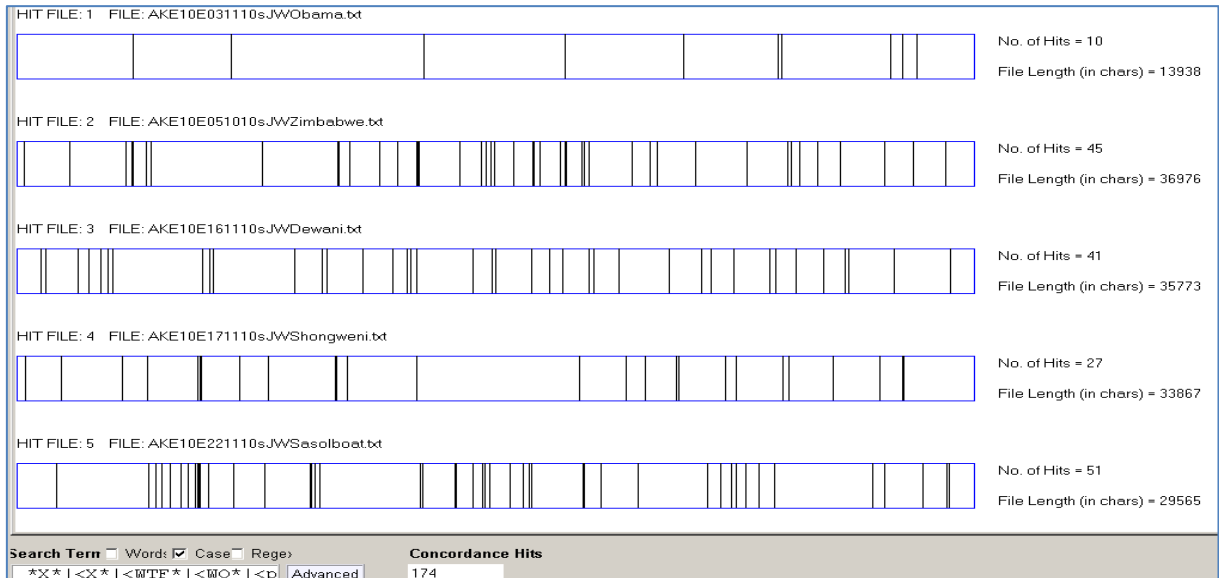 HIT FILE: 1 FILE: AKE10E031110sJWObama.txt
No. of Hits = 10
File Length (in chars) = 13938
HIT FILE: 2 FILE: AKE10E051010sJWZimbabwe.txt
No. of Hits = 45
File Length (in chars) = 36976
HIT FILE: 3 FILE: AKE10E161110sJWDewani.txt
No. of Hits = 41
File Length (in chars) = 35773
HIT FILE: 4 FILE: AKE10E171110sJWShongweni.txt
No. of Hits = 27
File Length (in chars) = 33867
HIT FILE: 5 FILE: AKE10E221110sJWSasolboat.txt
No. of Hits = 51
File Length (in chars) = 29565
Search Term Words Case Regex Concordance Hits
*X*|<X*|<WTF*|<WO*|<p Advanced 174